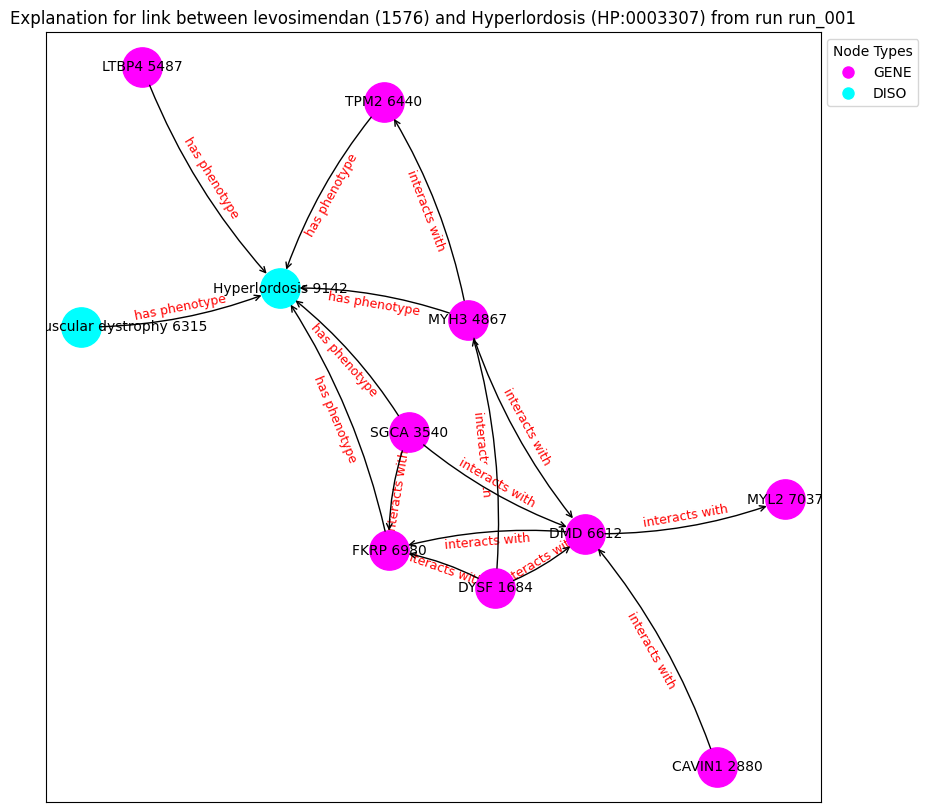 Explanation for link between levosimendan (1576) and Hyperlordosis (HP:0003307) from run run_001
Node Types
GENE
DISO
LTBP4 5487
TPM2 6440
has phenotype
has phenotype
interacts with
Hyperlordosis 9142
has phenotype
has phenotype
uscular dystrophy 6315
MYH3 4867
has phenotype
has phenotype
interacts with
SGCA 3540
interacts with
interacts with
MYL2 7037
interacts with
interacts with
DMD 6612
interacts with
FKRP 6980
interacts with
interacts with
DYSF 1684
interacts with
CAVIN1 2880